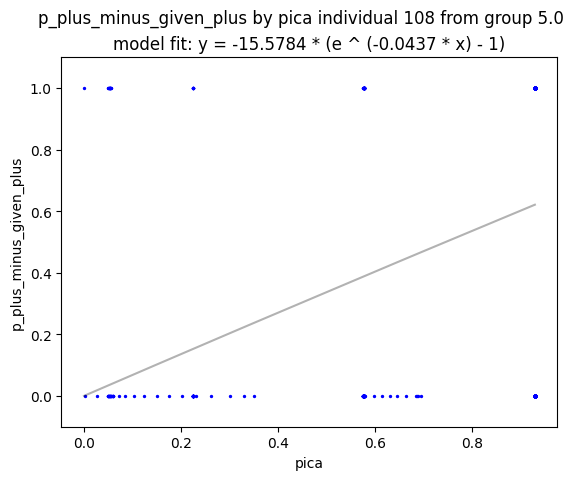 p_plus_minus_given_plus by pica individual 108 from group 5.0
model fit: y = -15.5784 * (e ^ (-0.0437 * x) - 1)
1.0
0.8
0.6
0.4
0.2
0.0
p_plus_minus_given_plus
0.0 0.2 0.4 0.6 0.8
pica